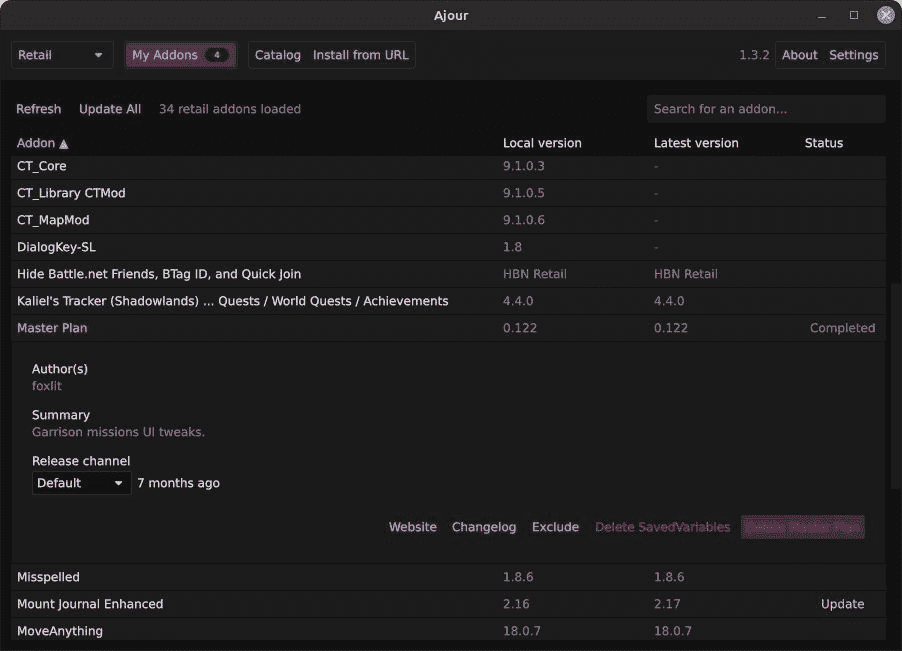 Ajour
Retail My Addons 4 Catalog Install from URL 1.3.2 About Settings
Refresh Update All 34 retail addons loaded Search for an addon...
Addon ▲ Local version Latest version Status
CT_Core 9.1.0.3 -
CT_Library CTMod 9.1.0.5 -
CT_MapMod 9.1.0.6 -
DialogKey-SL 1.8 -
Hide Battle.net Friends, BTag ID, and Quick Join HBN Retail HBN Retail
Kaliel's Tracker (Shadowlands) ... Quests / World Quests / Achievements 4.4.0 4.4.0
Master Plan 0.122 0.122 Completed
Author(s)
foxlit
Summary
Garrison missions UI tweaks.
Release channel
Default 7 months ago
Website Changelog Exclude Delete SavedVariables
Misspelled 1.8.6 1.8.6
Mount Journal Enhanced 2.16 2.17 Update
MoveAnything 18.0.7 18.0.7